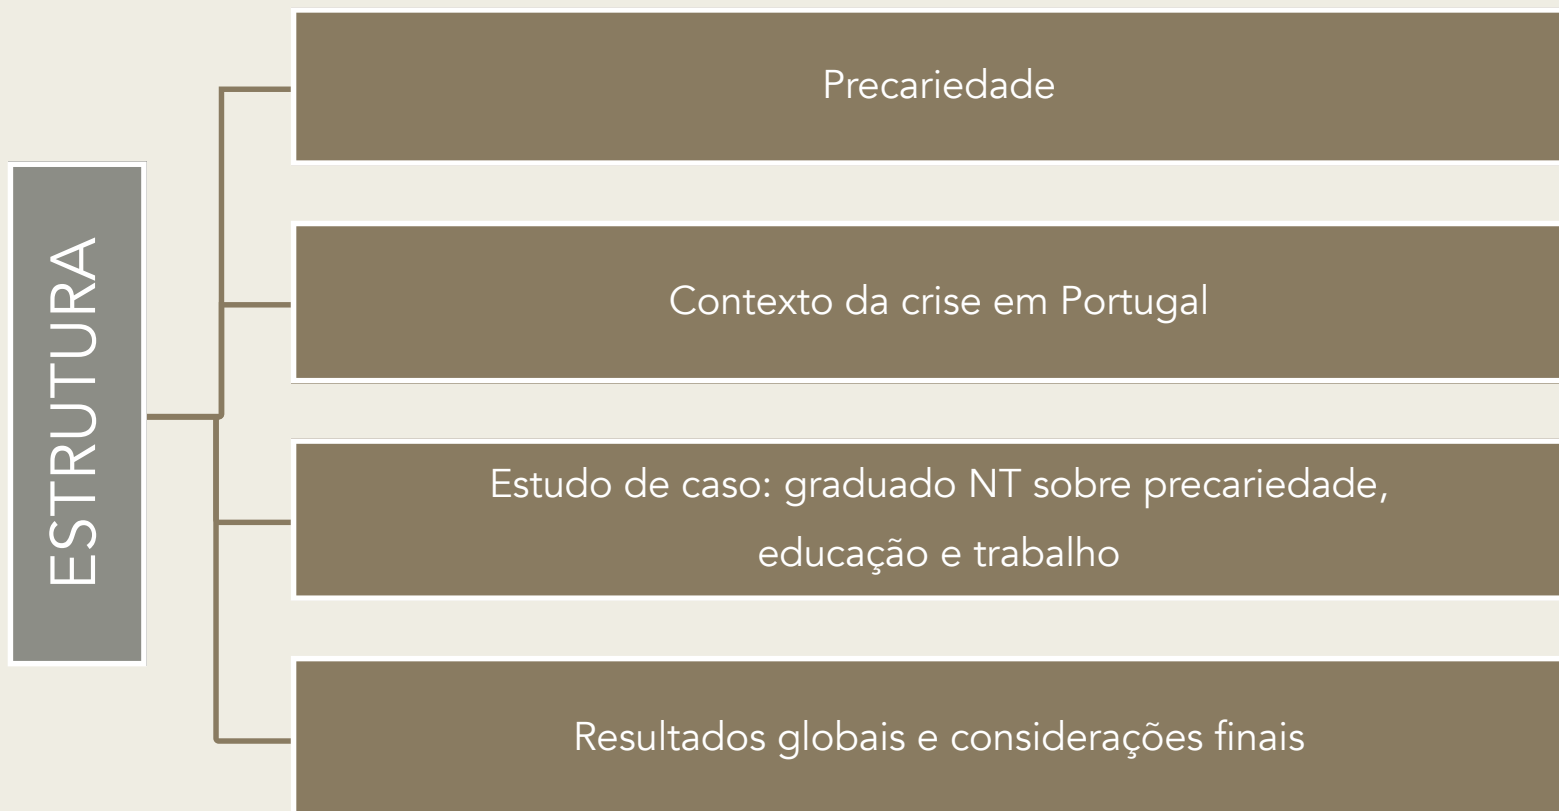 ESTRUTURA
Precariedade
Contexto da crise em Portugal
Estudo de caso: graduado NT sobre precariedade,
educação e trabalho
Resultados globais e considerações finais